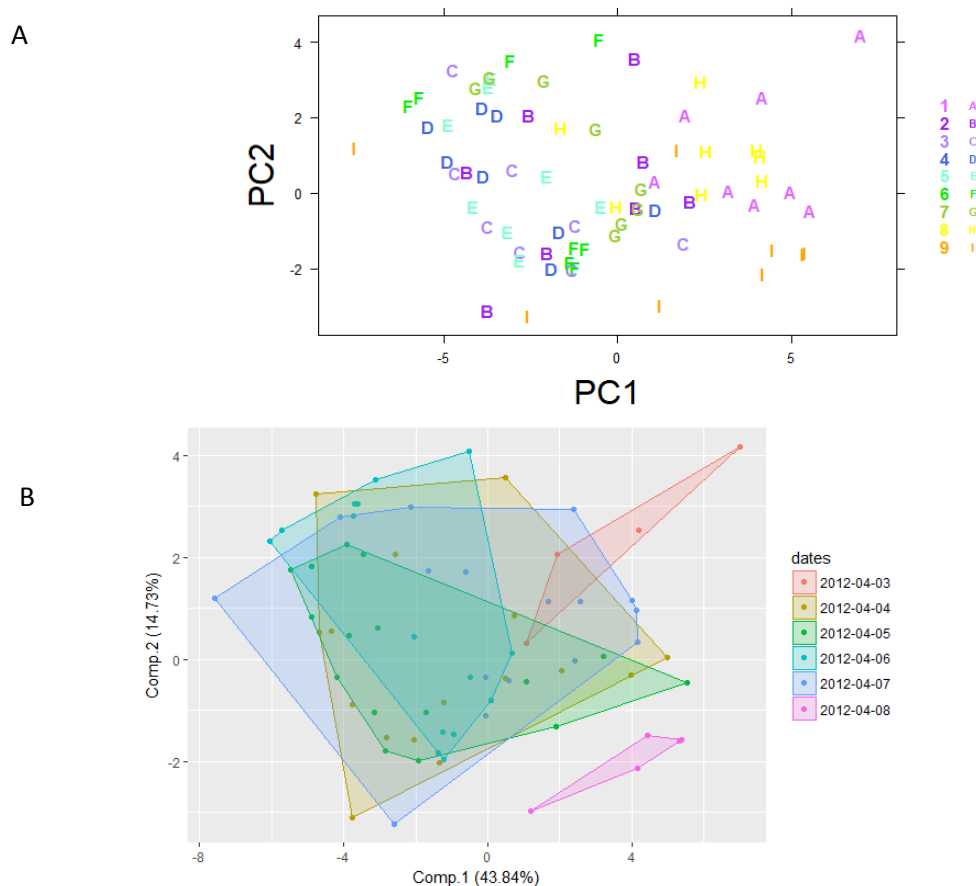 A
4
F
A
B
F
C
G
E
G
H
G
E
F
A
F
2
D
D
B
A
E
D
H
G
I
I
H
H
H
D
B
C
B
C
D
E
A
H
PC2
0
G
A
A
H
B
A
E
E
H
B
G
D
A
C
E
D
C
G
G
C
-2
C
B
E
F
F
F
F
D
C
I
I
I
I
I
B
I
I
-5
0
5
PC1
1 A
2 B
3 C
4 D
5 E
6 F
7 G
8 H
9 I
B
4
2
0
-2
Comp.2 (14.73%)
-8
-4
0
4
Comp.1 (43.84%)
dates
2012-04-03
2012-04-04
2012-04-05
2012-04-06
2012-04-07
2012-04-08